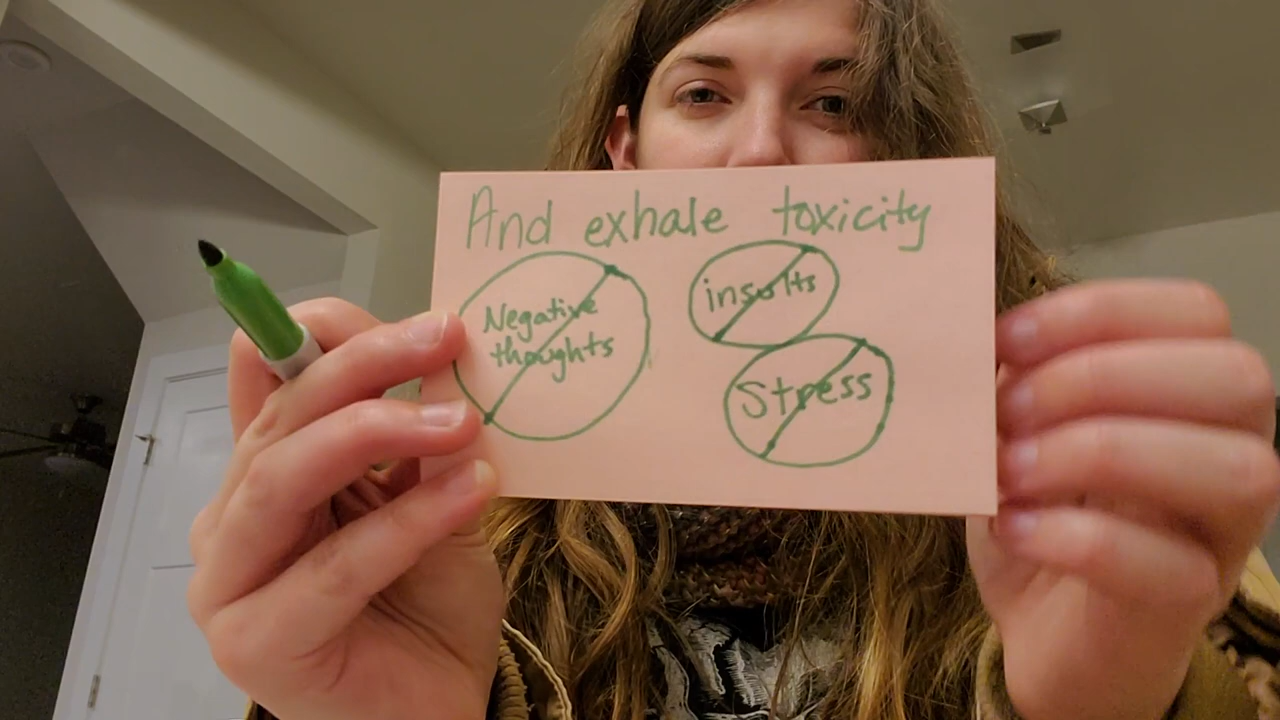 And exhale toxicity
Negative
thoughts
insults
Stress